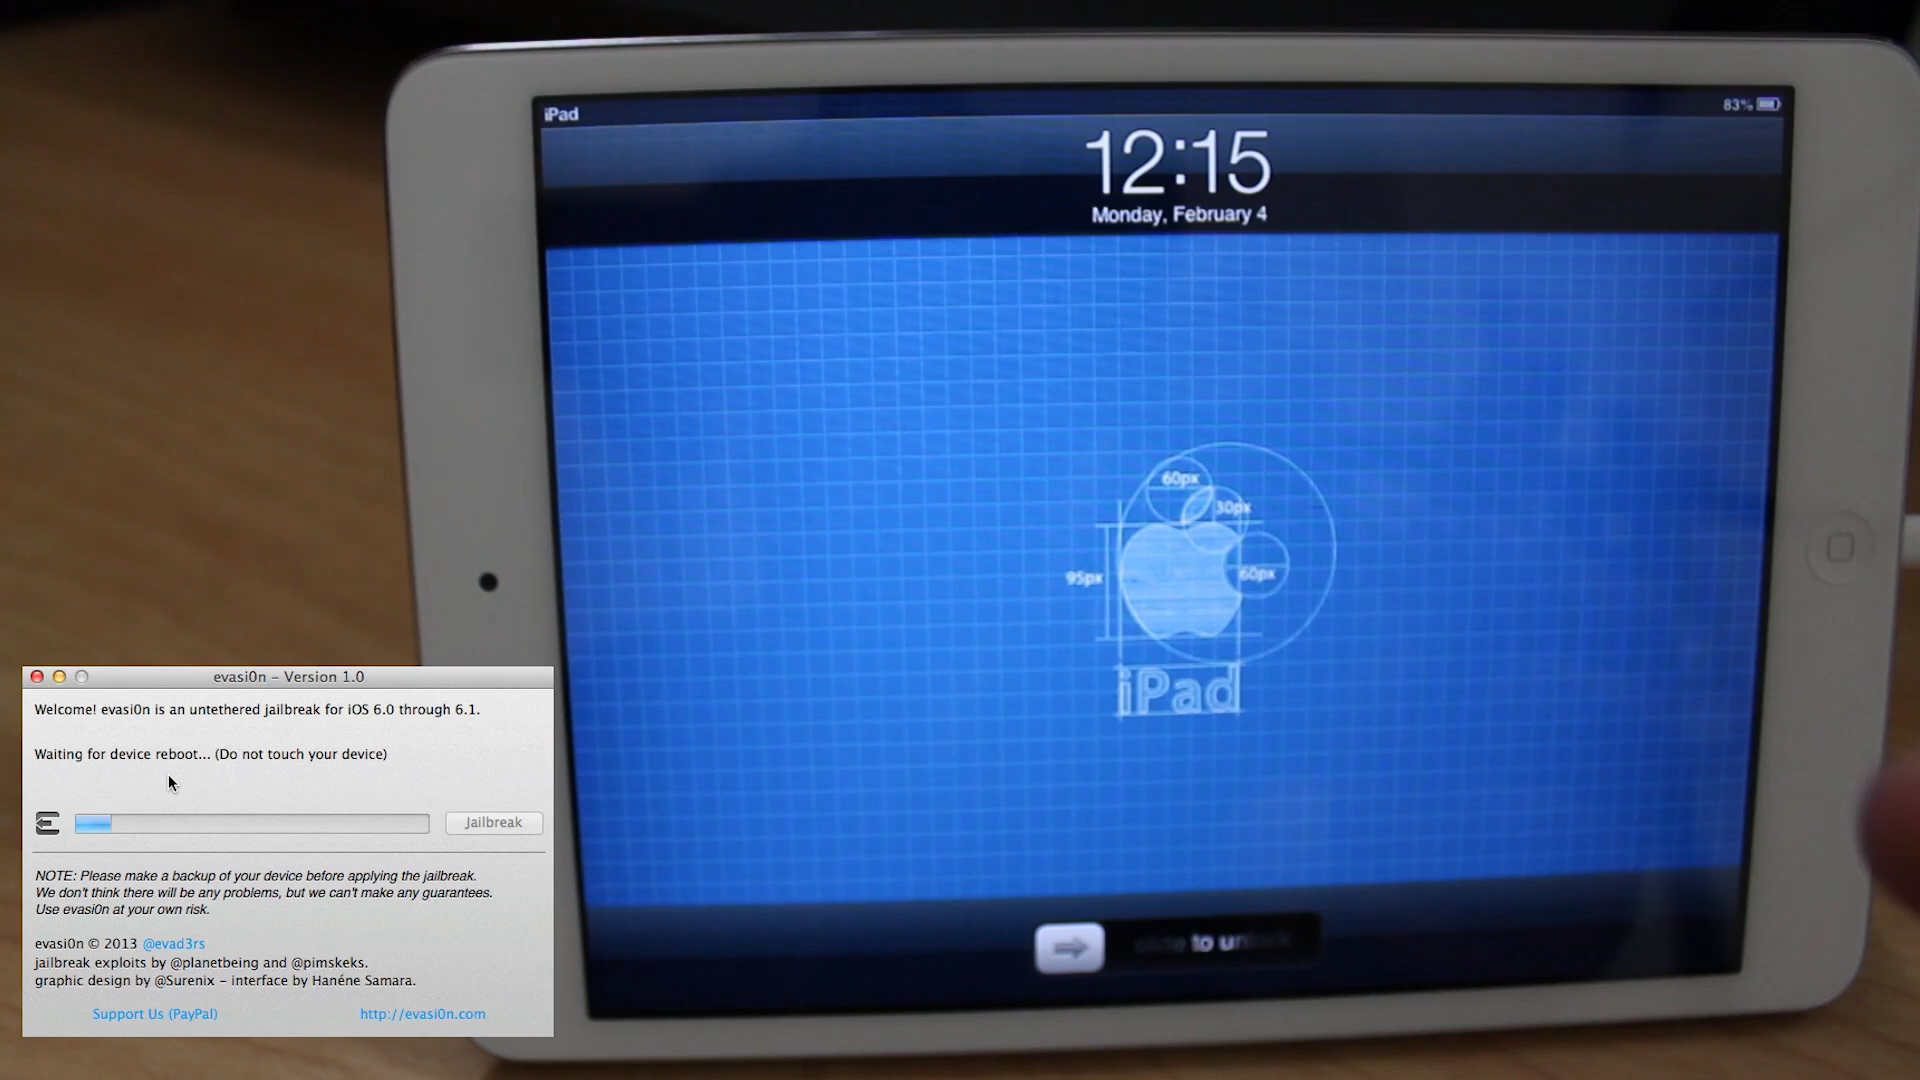 iPad
83%
12:15
Monday, February 4
60px
30px
95px
60px
iPad
slide to unlock
evasi0n – Version 1.0
Welcome! evasi0n is an untethered jailbreak for iOS 6.0 through 6.1.
Waiting for device reboot... (Do not touch your device)
Jailbreak
NOTE: Please make a backup of your device before applying the jailbreak.
We don't think there will be any problems, but we can't make any guarantees.
Use evasi0n at your own risk.
evasi0n © 2013 @evad3rs
jailbreak exploits by @planetbeing and @pimskeks.
graphic design by @Surenix – interface by Hanéne Samara.
Support Us (PayPal)
http://evasi0n.com